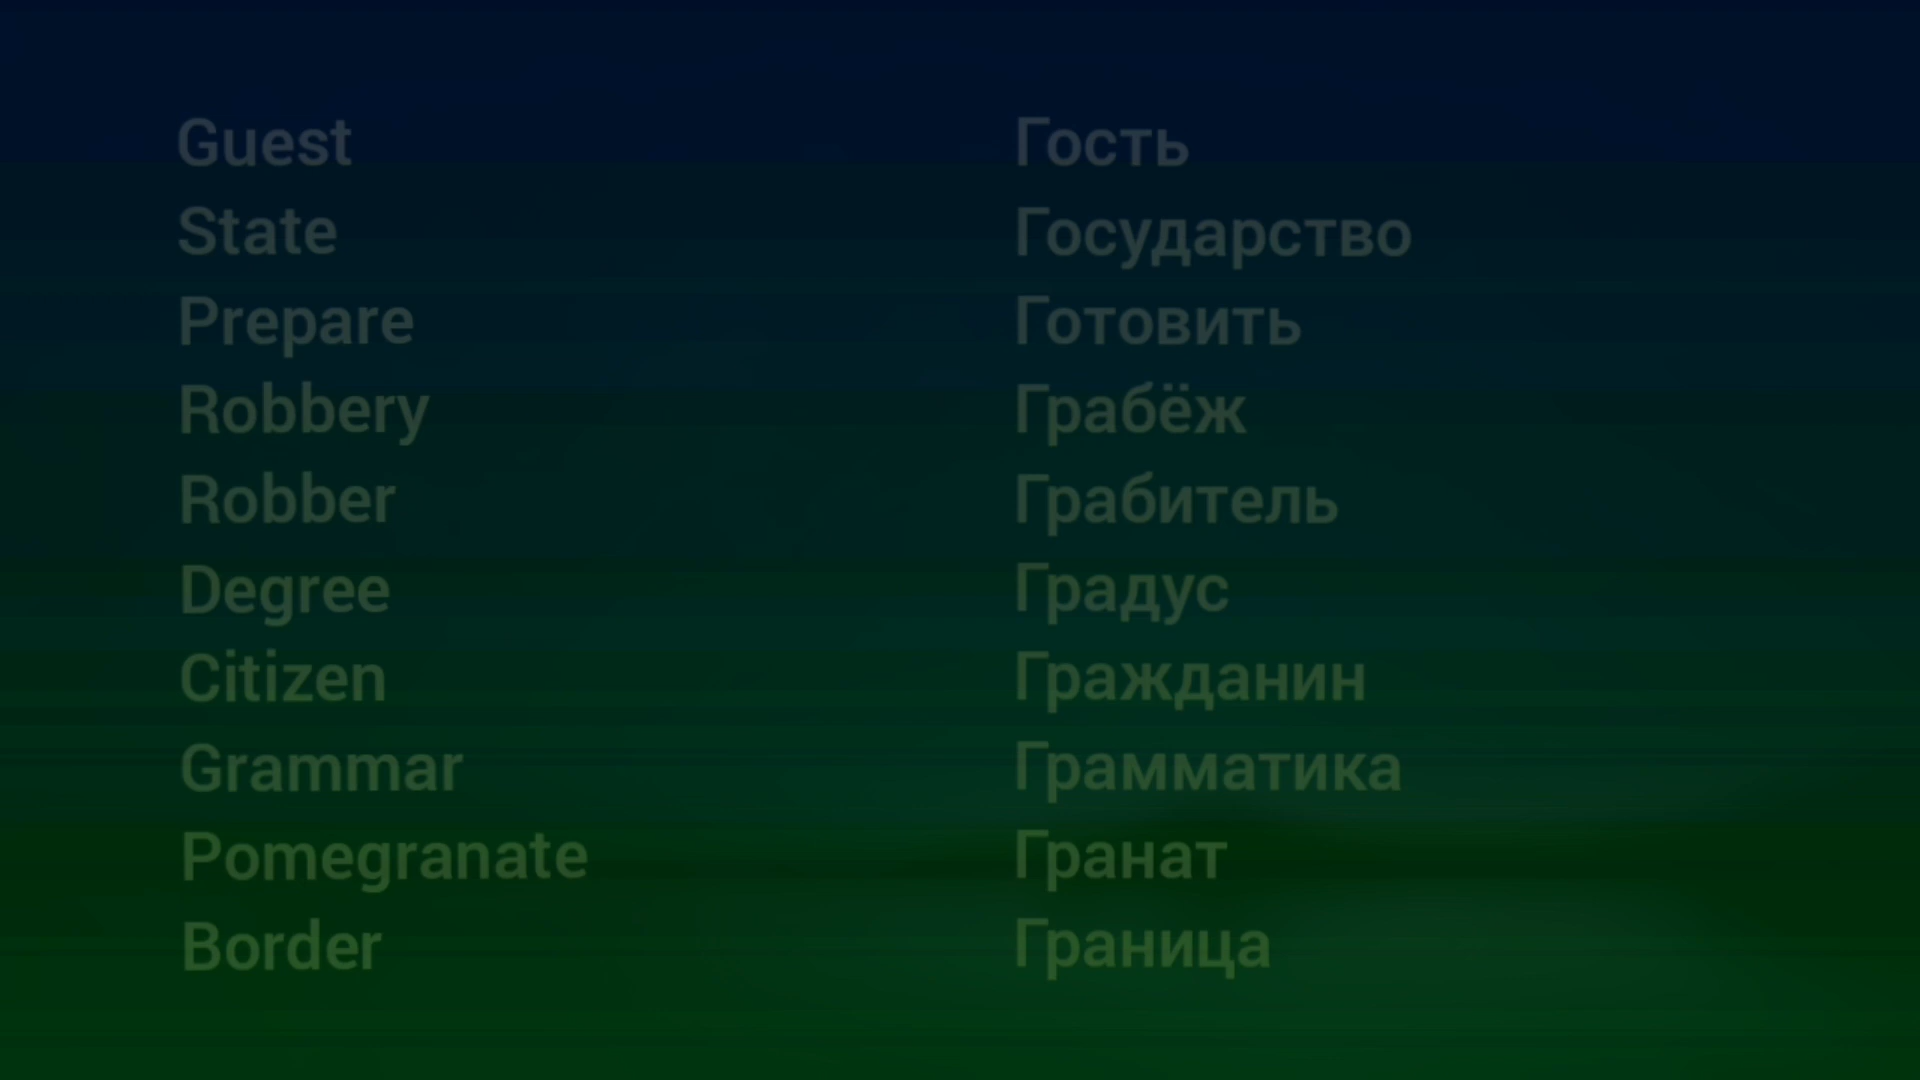 Guest Гость
State Государство
Prepare Готовить
Robbery Грабёж
Robber Грабитель
Degree Градус
Citizen Гражданин
Grammar Грамматика
Pomegranate Гранат
Border Граница